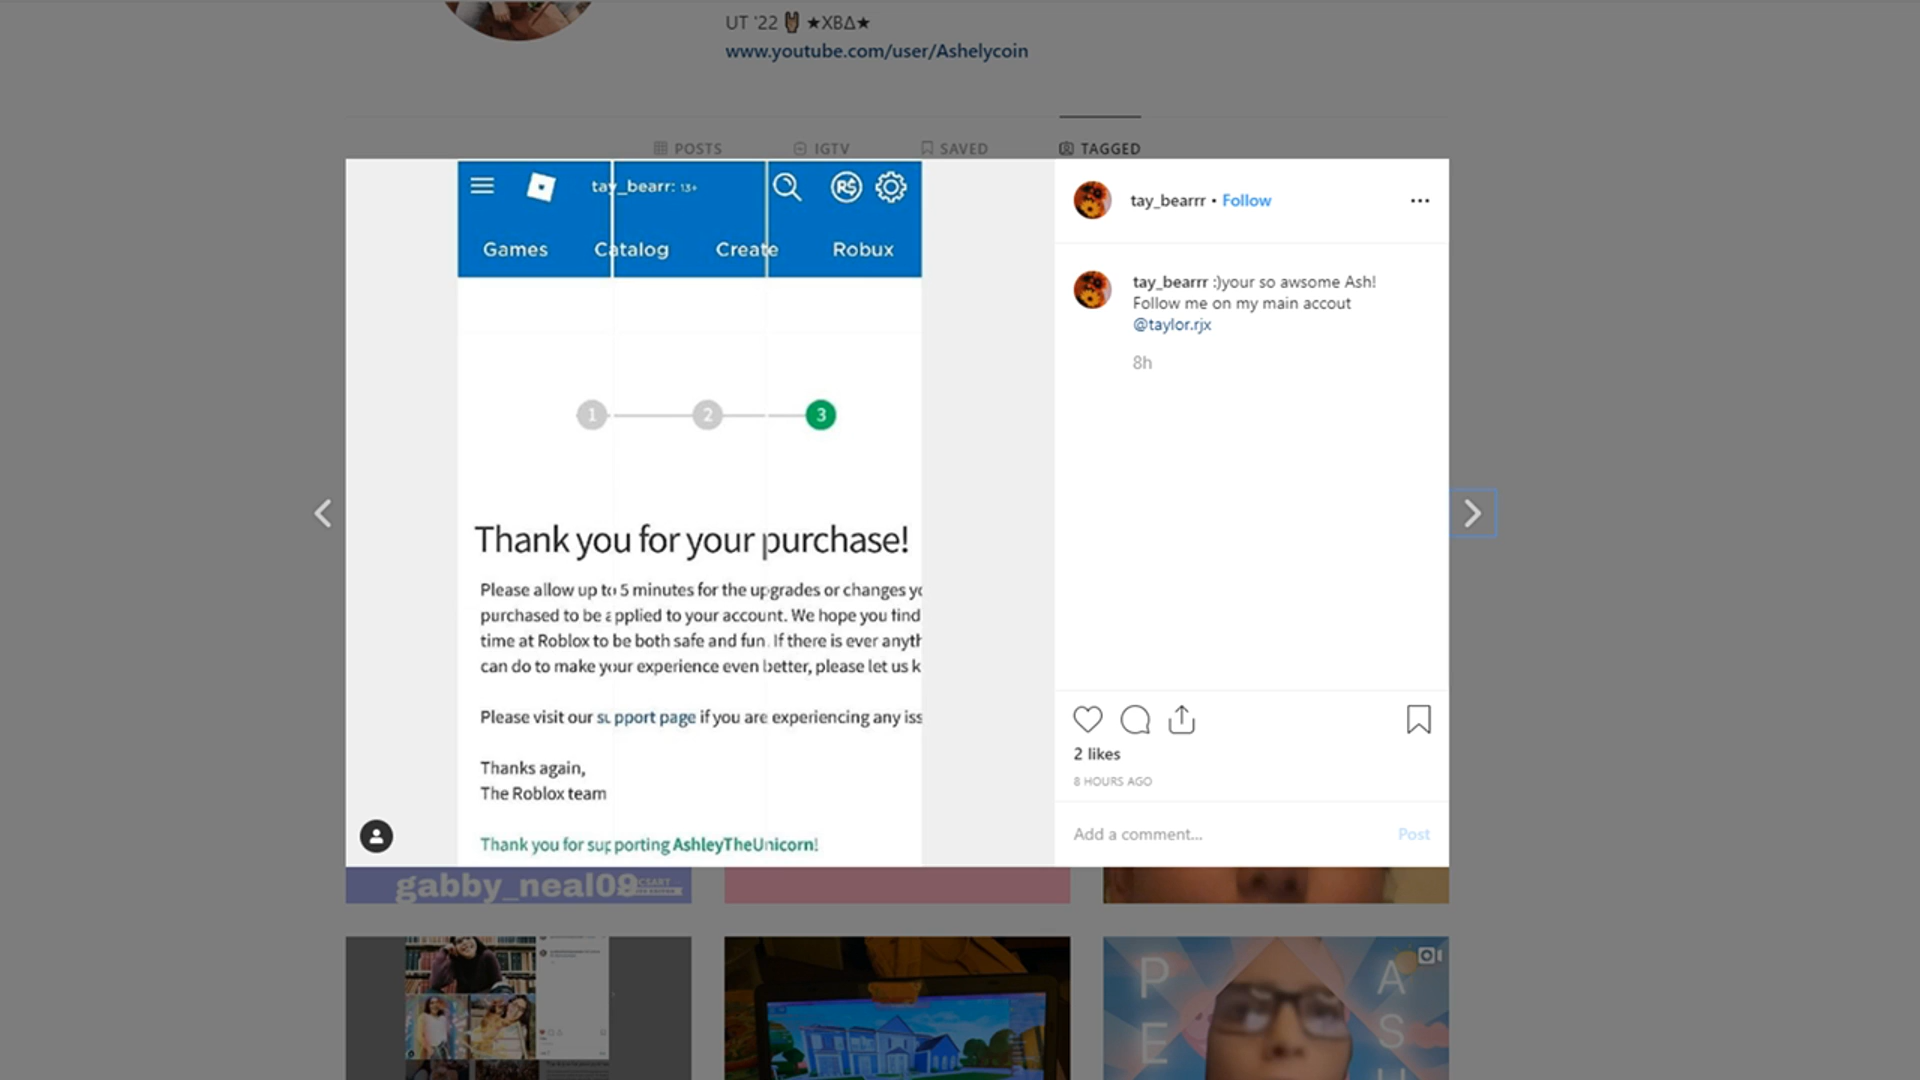 UT '22 🤘🏾 ★XBΔ★
www.youtube.com/user/Ashelycoin
POSTS
IGTV
SAVED
TAGGED
tay_bearr: 13+
Games Catalog Create Robux
1 2 3
Thank you for your purchase!
Please allow up to 5 minutes for the upgrades or changes yo
purchased to be applied to your account. We hope you find
time at Roblox to be both safe and fun. If there is ever anyth
can do to make your experience even better, please let us k
Please visit our support page if you are experiencing any iss
Thanks again,
The Roblox team
Thank you for supporting AshleyTheUnicorn!
tay_bearrr • Follow
tay_bearrr :)your so awsome Ash!
Follow me on my main accout
@taylor.rjx
8h
2 likes
8 HOURS AGO
Add a comment... Post
gabby_neal09
P
E
A
S